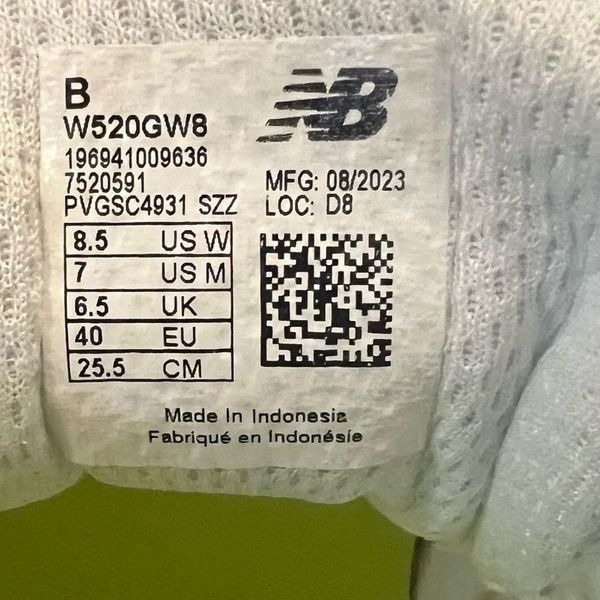 B
NB
W520GW8
196941009636
7520591
MFG: 08/2023
PVGSC4931 SZZ
LOC: D8
8.5 US W
7 US M
6.5 UK
40 EU
25.5 CM
Made In Indonesia
Fabriqué en Indonésie